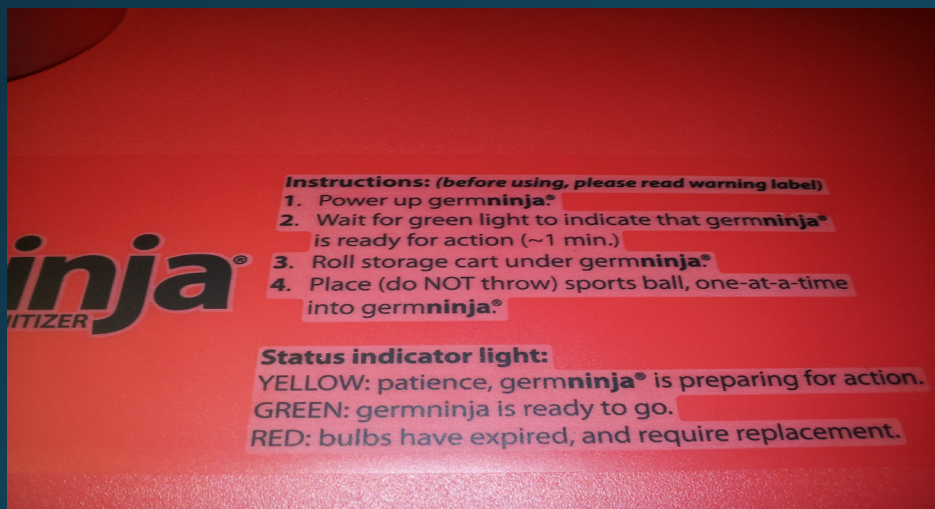 inja®
ITIZER
Instructions: (before using, please read warning label)
1. Power up germninja®.
2. Wait for green light to indicate that germninja®
is ready for action (~1 min.)
3. Roll storage cart under germninja®.
4. Place (do NOT throw) sports ball, one-at-a-time
into germninja®.
Status indicator light:
YELLOW: patience, germninja® is preparing for action.
GREEN: germninja is ready to go.
RED: bulbs have expired, and require replacement.